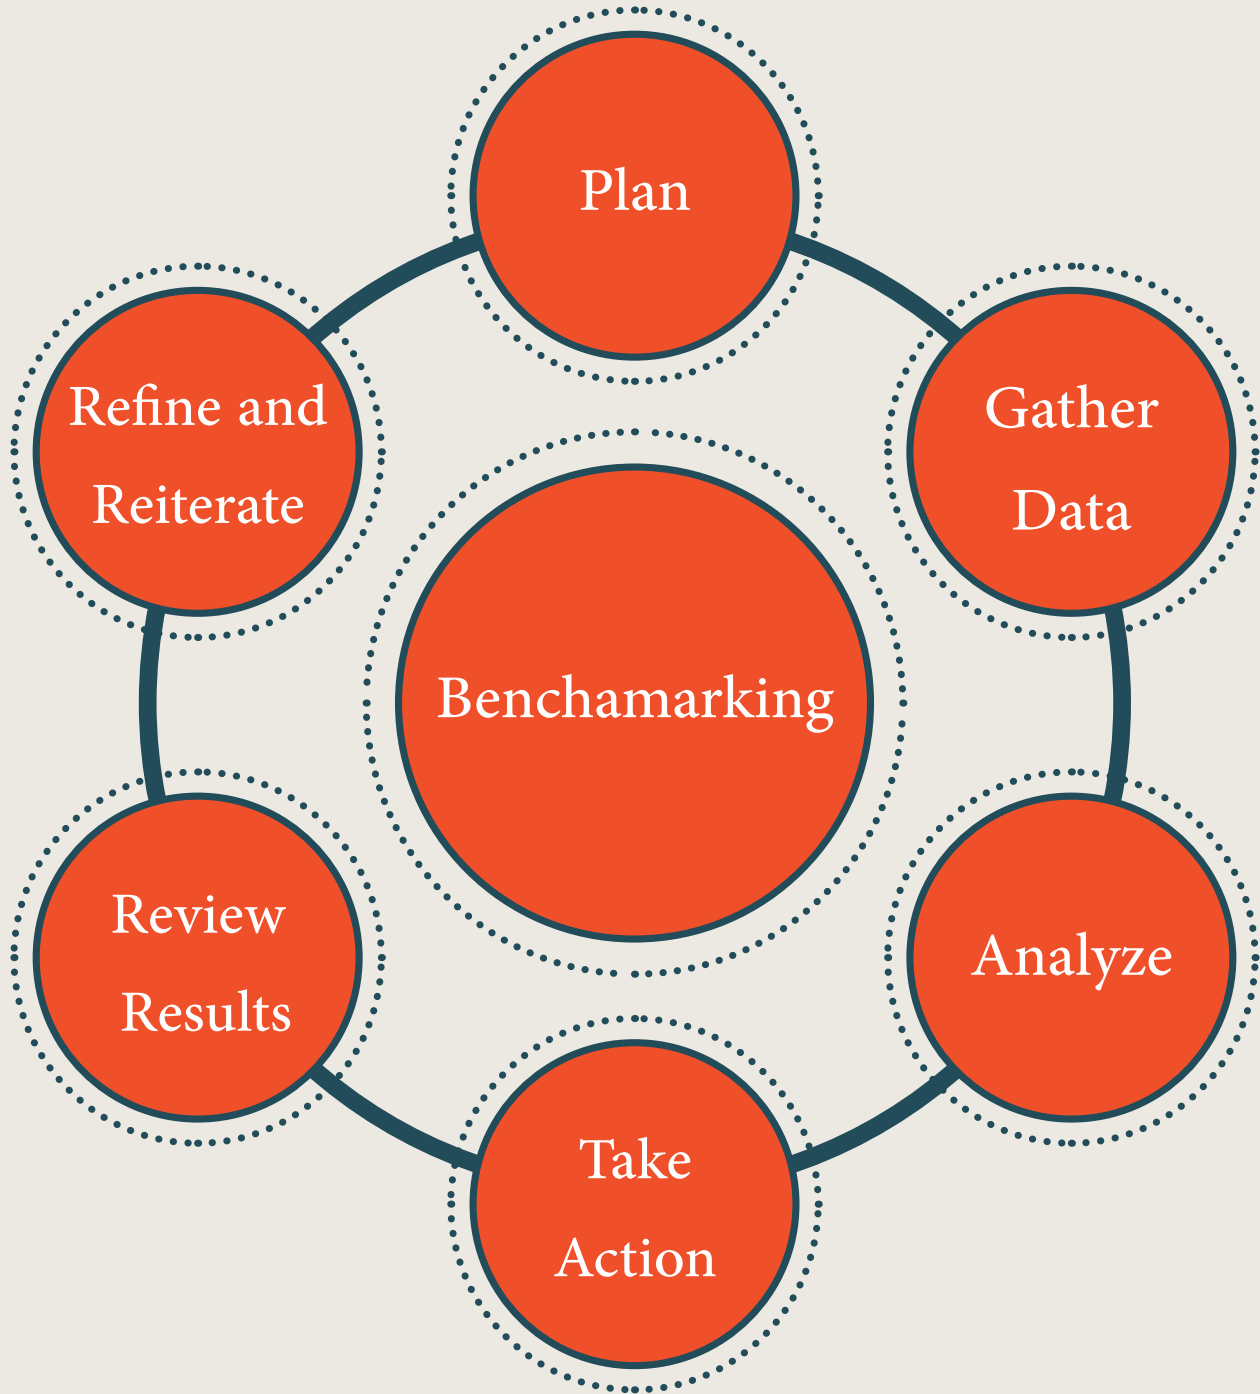 Plan
Gather
Data
Analyze
Take
Action
Review
Results
Refine and
Reiterate
Benchamarking